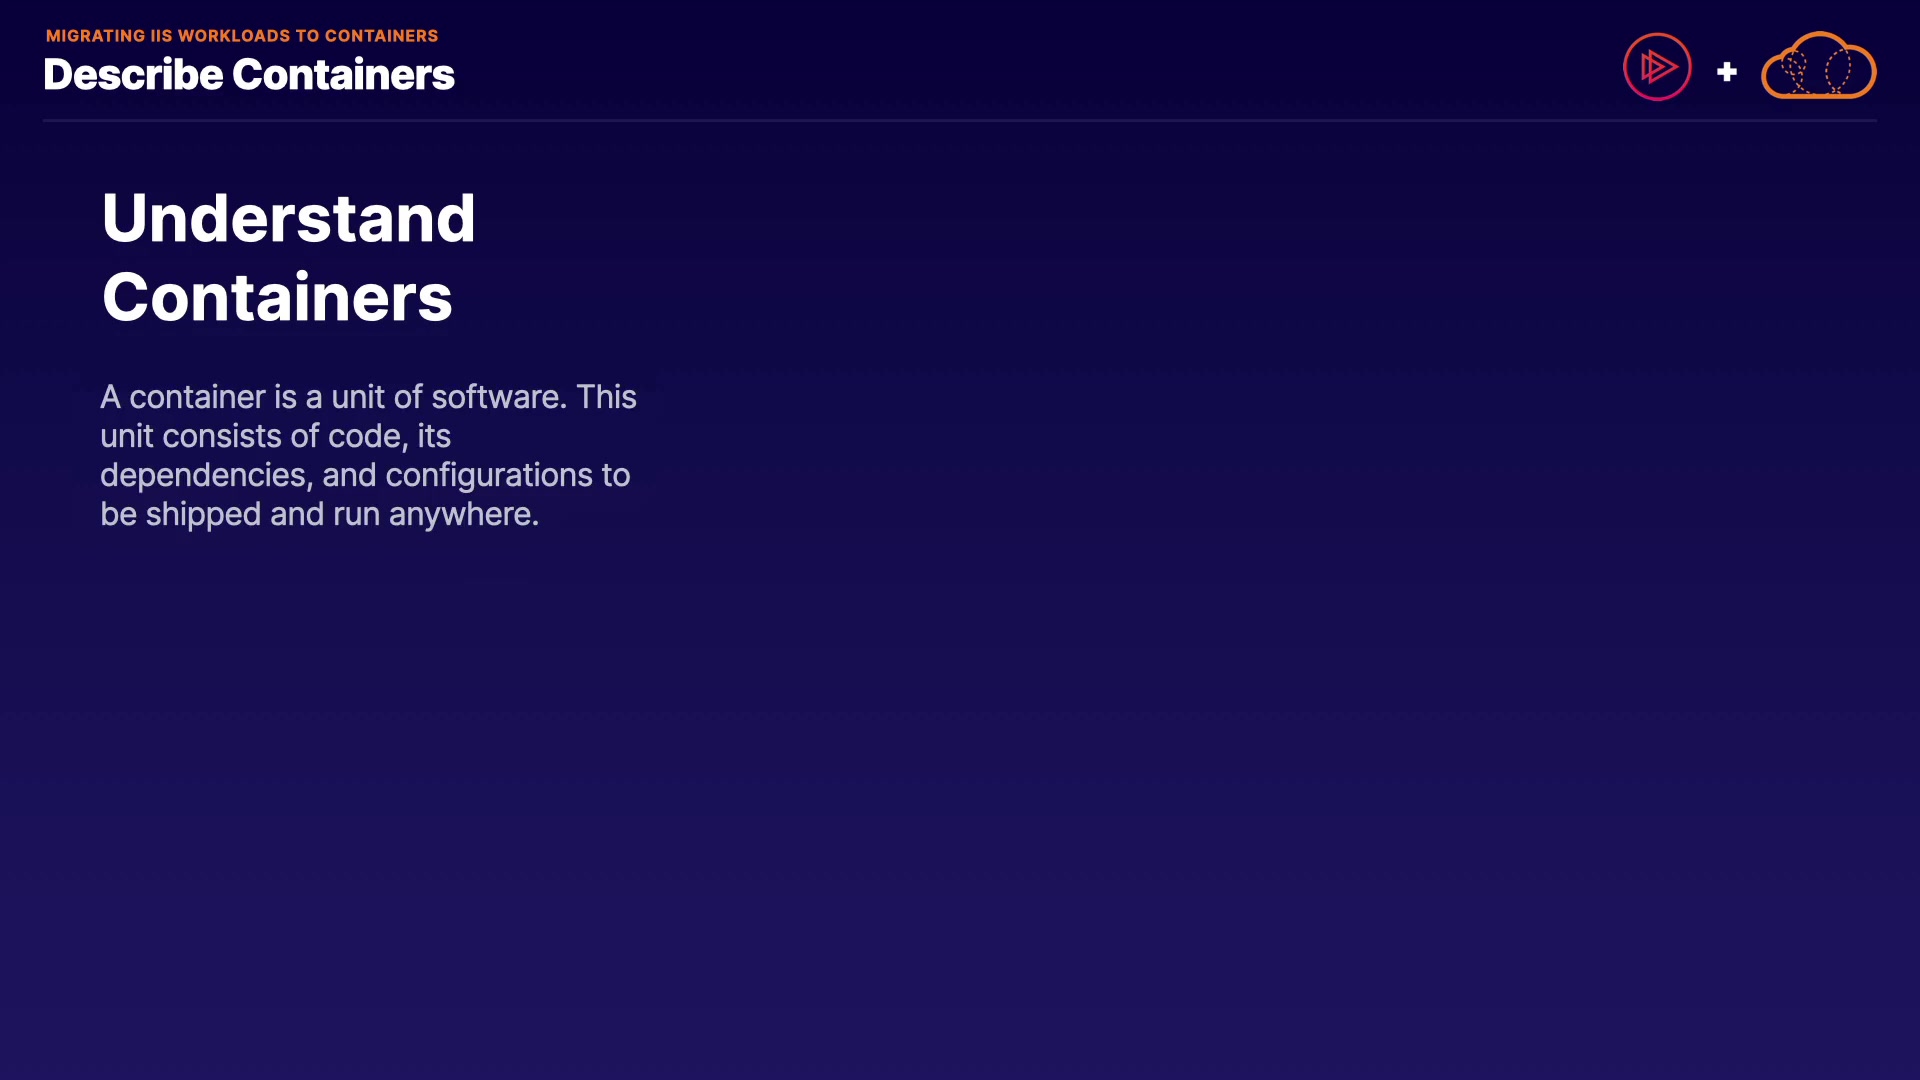 MIGRATING IIS WORKLOADS TO CONTAINERS
Describe Containers
Understand
Containers
A container is a unit of software. This
unit consists of code, its
dependencies, and configurations to
be shipped and run anywhere.